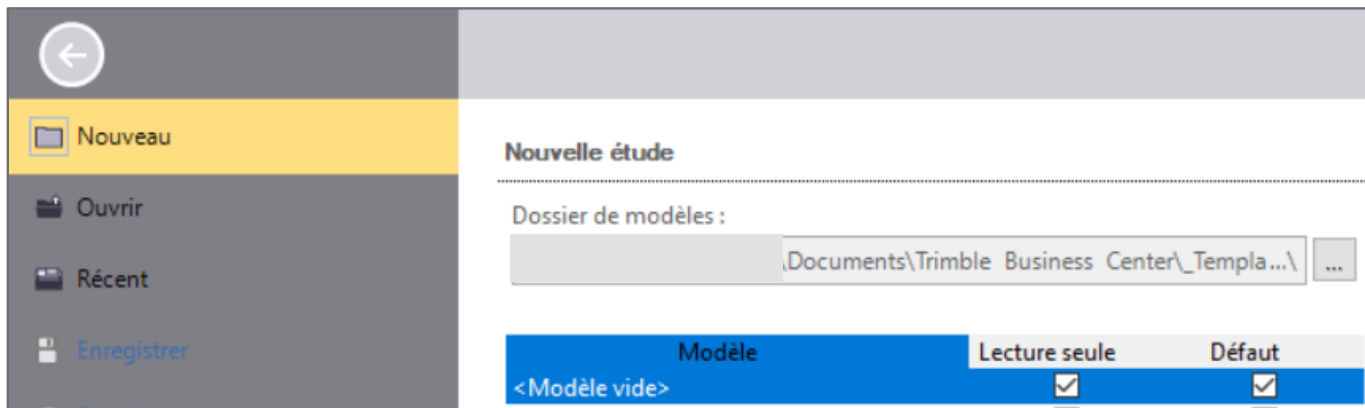 Nouveau
Ouvrir
Récent
Enregistrer
Nouvelle étude
Dossier de modèles :
\Documents\Trimble Business Center\_Templa...\ ...
Modèle Lecture seule Défaut
<Modèle vide>